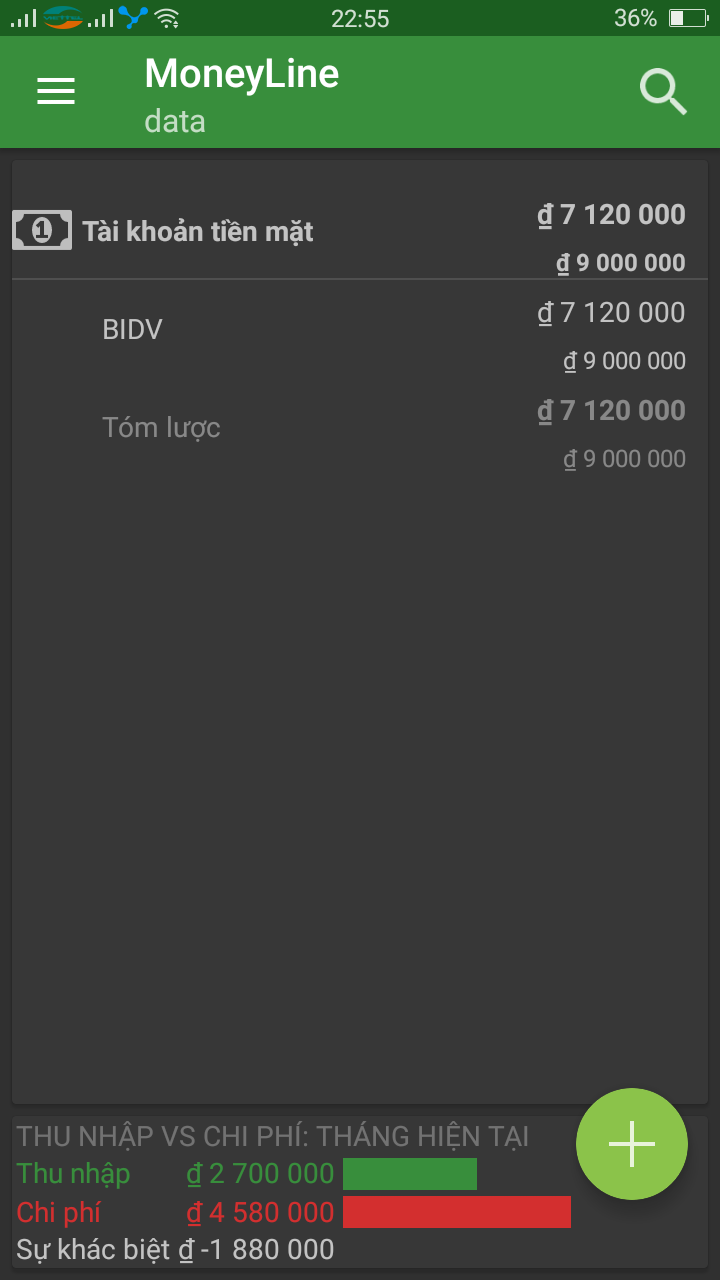 22:55
36%
MoneyLine
data
Tài khoản tiền mặt
₫ 7 120 000
₫ 9 000 000
BIDV
₫ 7 120 000
₫ 9 000 000
Tóm lược
₫ 7 120 000
₫ 9 000 000
THU NHẬP VS CHI PHÍ: THÁNG HIỆN TẠI
Thu nhập ₫ 2 700 000
Chi phí ₫ 4 580 000
Sự khác biệt ₫ -1 880 000